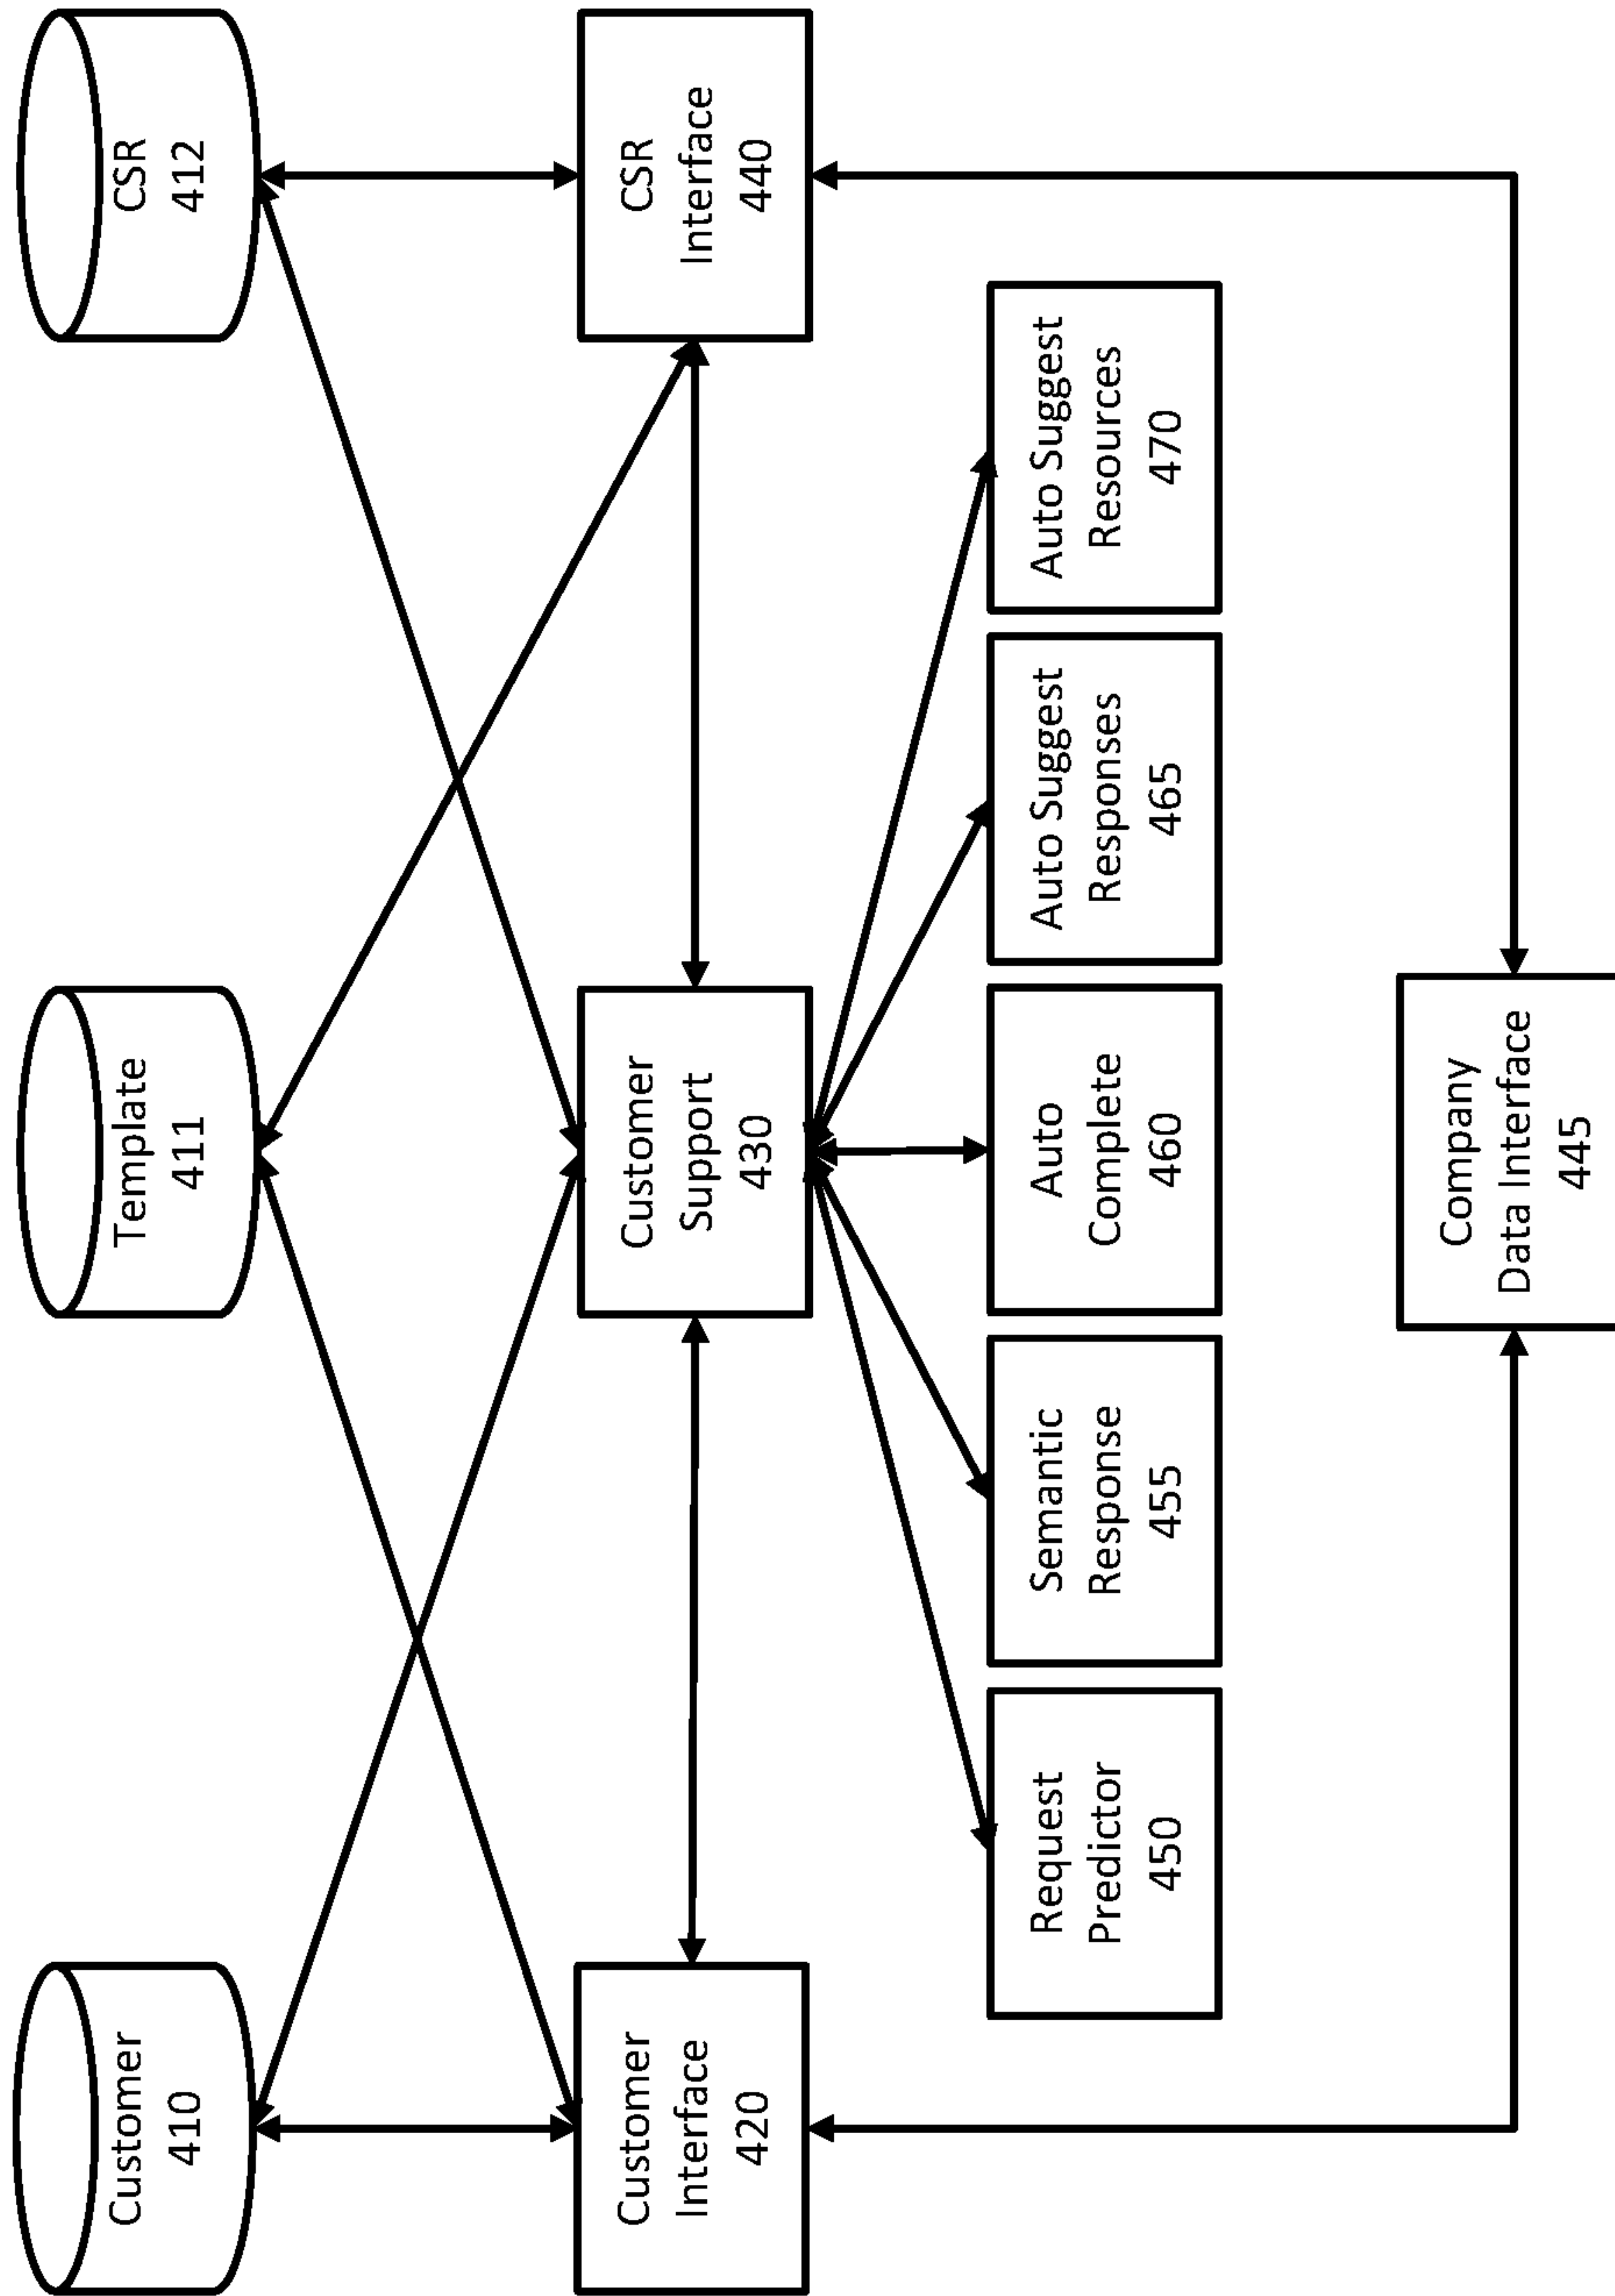 Customer
410
Template
411
CSR
412
Customer
Interface
420
Customer
Support
430
CSR
Interface
440
Request
Predictor
450
Semantic
Response
455
Auto
Complete
460
Auto Suggest
Responses
465
Auto Suggest
Resources
470
Company
Data Interface
445